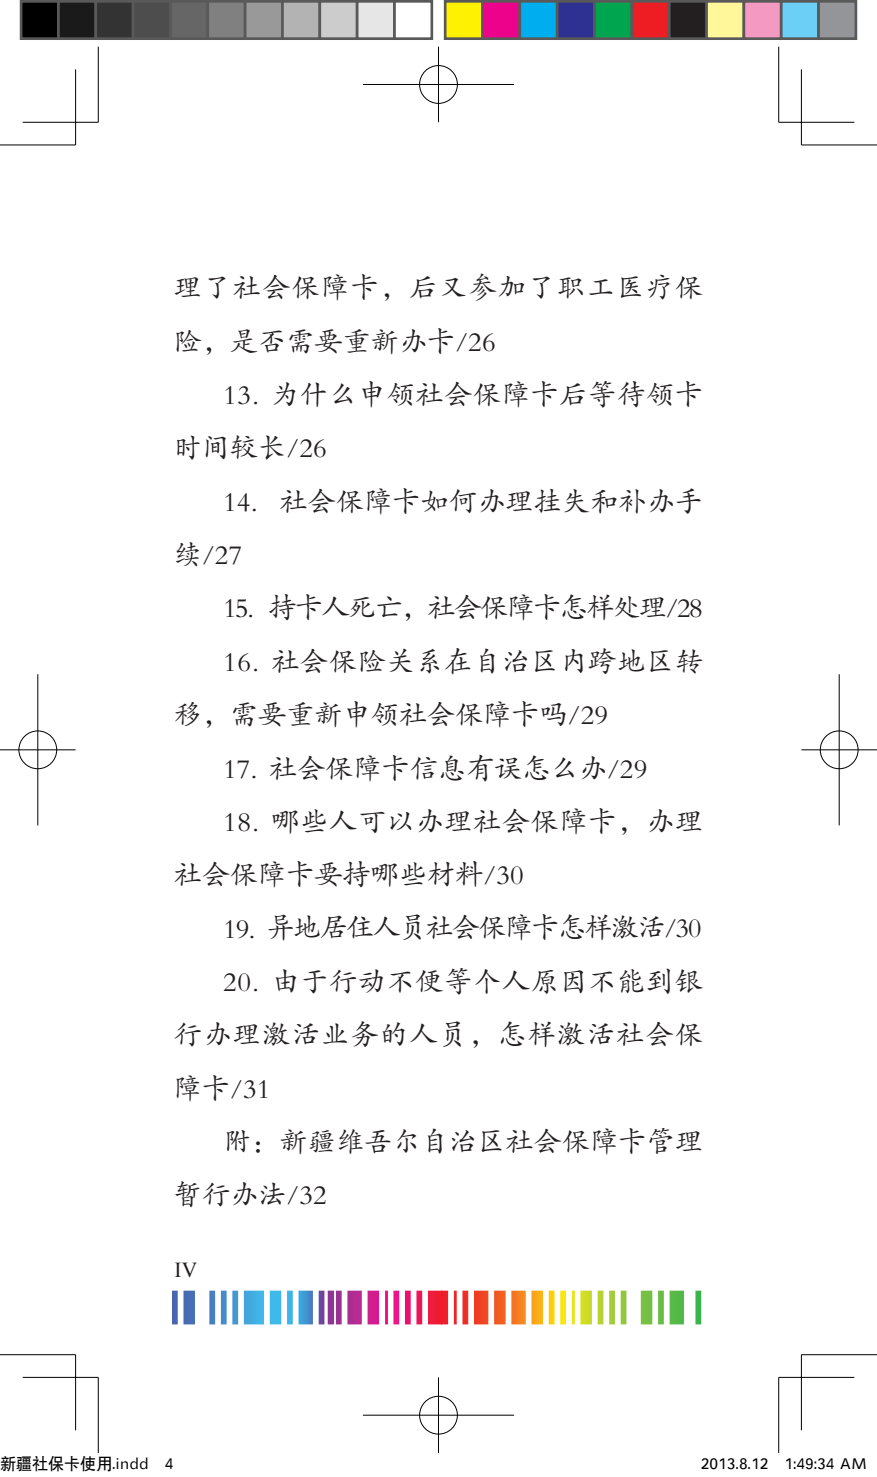 理了社会保障卡，后又参加了职工医疗保
险，是否需要重新办卡/26
13. 为什么申领社会保障卡后等待领卡
时间较长/26
14. 社会保障卡如何办理挂失和补办手
续/27
15. 持卡人死亡，社会保障卡怎样处理/28
16. 社会保险关系在自治区内跨地区转
移，需要重新申领社会保障卡吗/29
17. 社会保障卡信息有误怎么办/29
18. 哪些人可以办理社会保障卡，办理
社会保障卡要持哪些材料/30
19. 异地居住人员社会保障卡怎样激活/30
20. 由于行动不便等个人原因不能到银
行办理激活业务的人员，怎样激活社会保
障卡/31
附：新疆维吾尔自治区社会保障卡管理
暂行办法/32
IV
新疆社保卡使用.indd 4 2013.8.12 1:49:34 AM